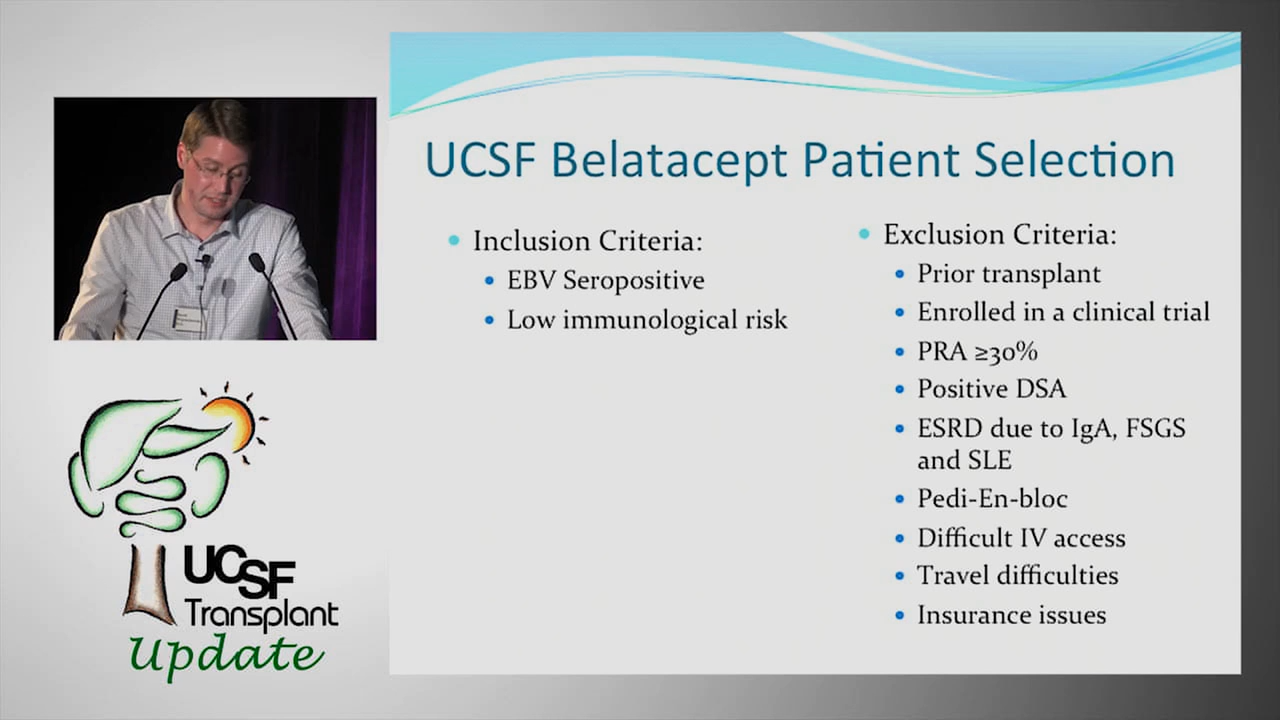 UCSF Belatacept Patient Selection
Inclusion Criteria:
EBV Seropositive
Low immunological risk
Exclusion Criteria:
Prior transplant
Enrolled in a clinical trial
PRA ≥30%
Positive DSA
ESRD due to IgA, FSGS
and SLE
Pedi-En-bloc
Difficult IV access
Travel difficulties
Insurance issues
UCSF
Transplant
Update